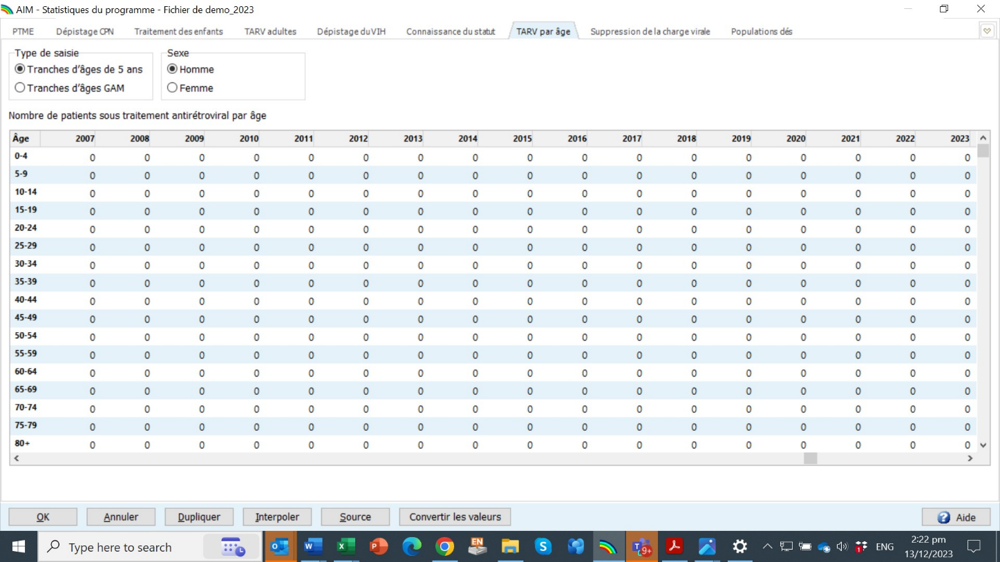 AIM - Statistiques du programme - Fichier de demo_2023
PTME Dépistage CPN Traitement des enfants TARV adultes Dépistage du VIH Connaissance du statut TARV par âge Suppression de la charge virale Populations dés
Type de saisie Sexe
Tranches d'âges de 5 ans Homme
Tranches d'âges GAM Femme
Nombre de patients sous traitement antirétroviral par âge
Âge 2007 2008 2009 2010 2011 2012 2013 2014 2015 2016 2017 2018 2019 2020 2021 2022 2023
0-4 0 0 0 0 0 0 0 0 0 0 0 0 0 0 0 0 0
5-9 0 0 0 0 0 0 0 0 0 0 0 0 0 0 0 0 0
10-14 0 0 0 0 0 0 0 0 0 0 0 0 0 0 0 0 0
15-19 0 0 0 0 0 0 0 0 0 0 0 0 0 0 0 0 0
20-24 0 0 0 0 0 0 0 0 0 0 0 0 0 0 0 0 0
25-29 0 0 0 0 0 0 0 0 0 0 0 0 0 0 0 0 0
30-34 0 0 0 0 0 0 0 0 0 0 0 0 0 0 0 0 0
35-39 0 0 0 0 0 0 0 0 0 0 0 0 0 0 0 0 0
40-44 0 0 0 0 0 0 0 0 0 0 0 0 0 0 0 0 0
45-49 0 0 0 0 0 0 0 0 0 0 0 0 0 0 0 0 0
50-54 0 0 0 0 0 0 0 0 0 0 0 0 0 0 0 0 0
55-59 0 0 0 0 0 0 0 0 0 0 0 0 0 0 0 0 0
60-64 0 0 0 0 0 0 0 0 0 0 0 0 0 0 0 0 0
65-69 0 0 0 0 0 0 0 0 0 0 0 0 0 0 0 0 0
70-74 0 0 0 0 0 0 0 0 0 0 0 0 0 0 0 0 0
75-79 0 0 0 0 0 0 0 0 0 0 0 0 0 0 0 0 0
80+ 0 0 0 0 0 0 0 0 0 0 0 0 0 0 0 0 0
OK Annuler Dupliquer Interpoler Source Convertir les valeurs Aide
Type here to search EN 9+ 1 ENG 2:22 pm
13/12/2023